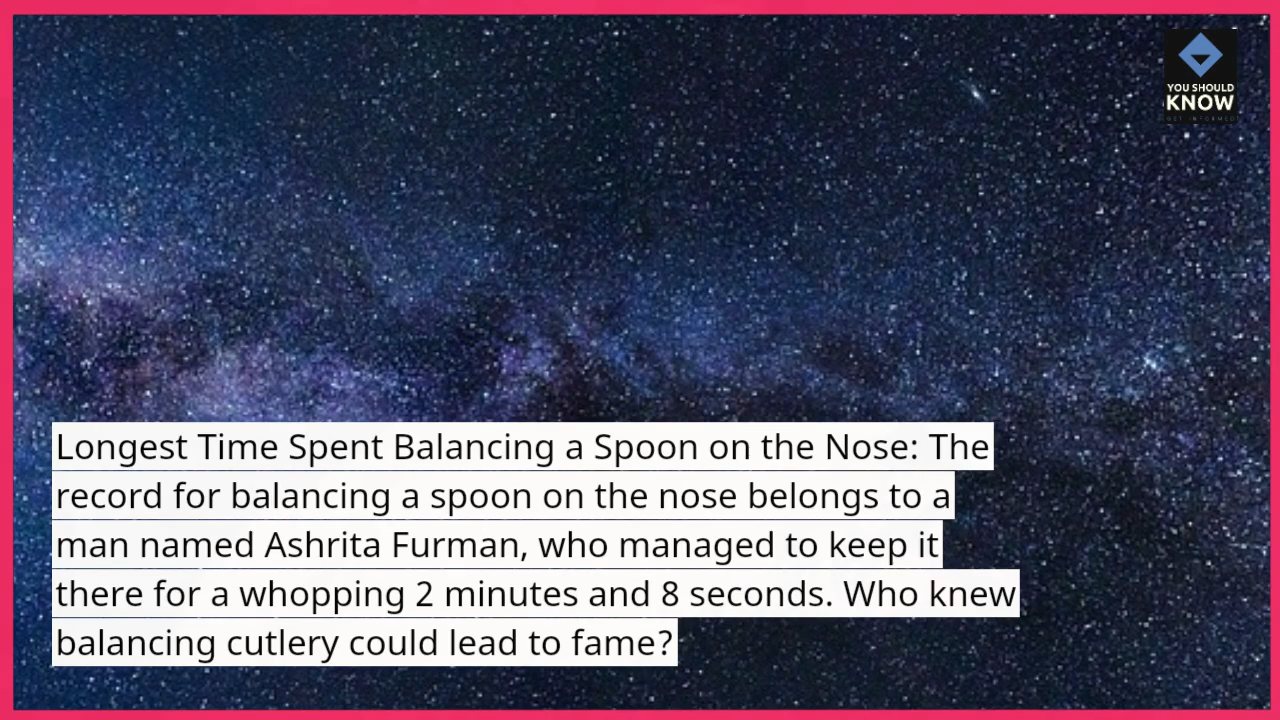 YOU SHOULD
KNOW
GET INFORMED
Longest Time Spent Balancing a Spoon on the Nose: The
record for balancing a spoon on the nose belongs to a
man named Ashrita Furman, who managed to keep it
there for a whopping 2 minutes and 8 seconds. Who knew
balancing cutlery could lead to fame?